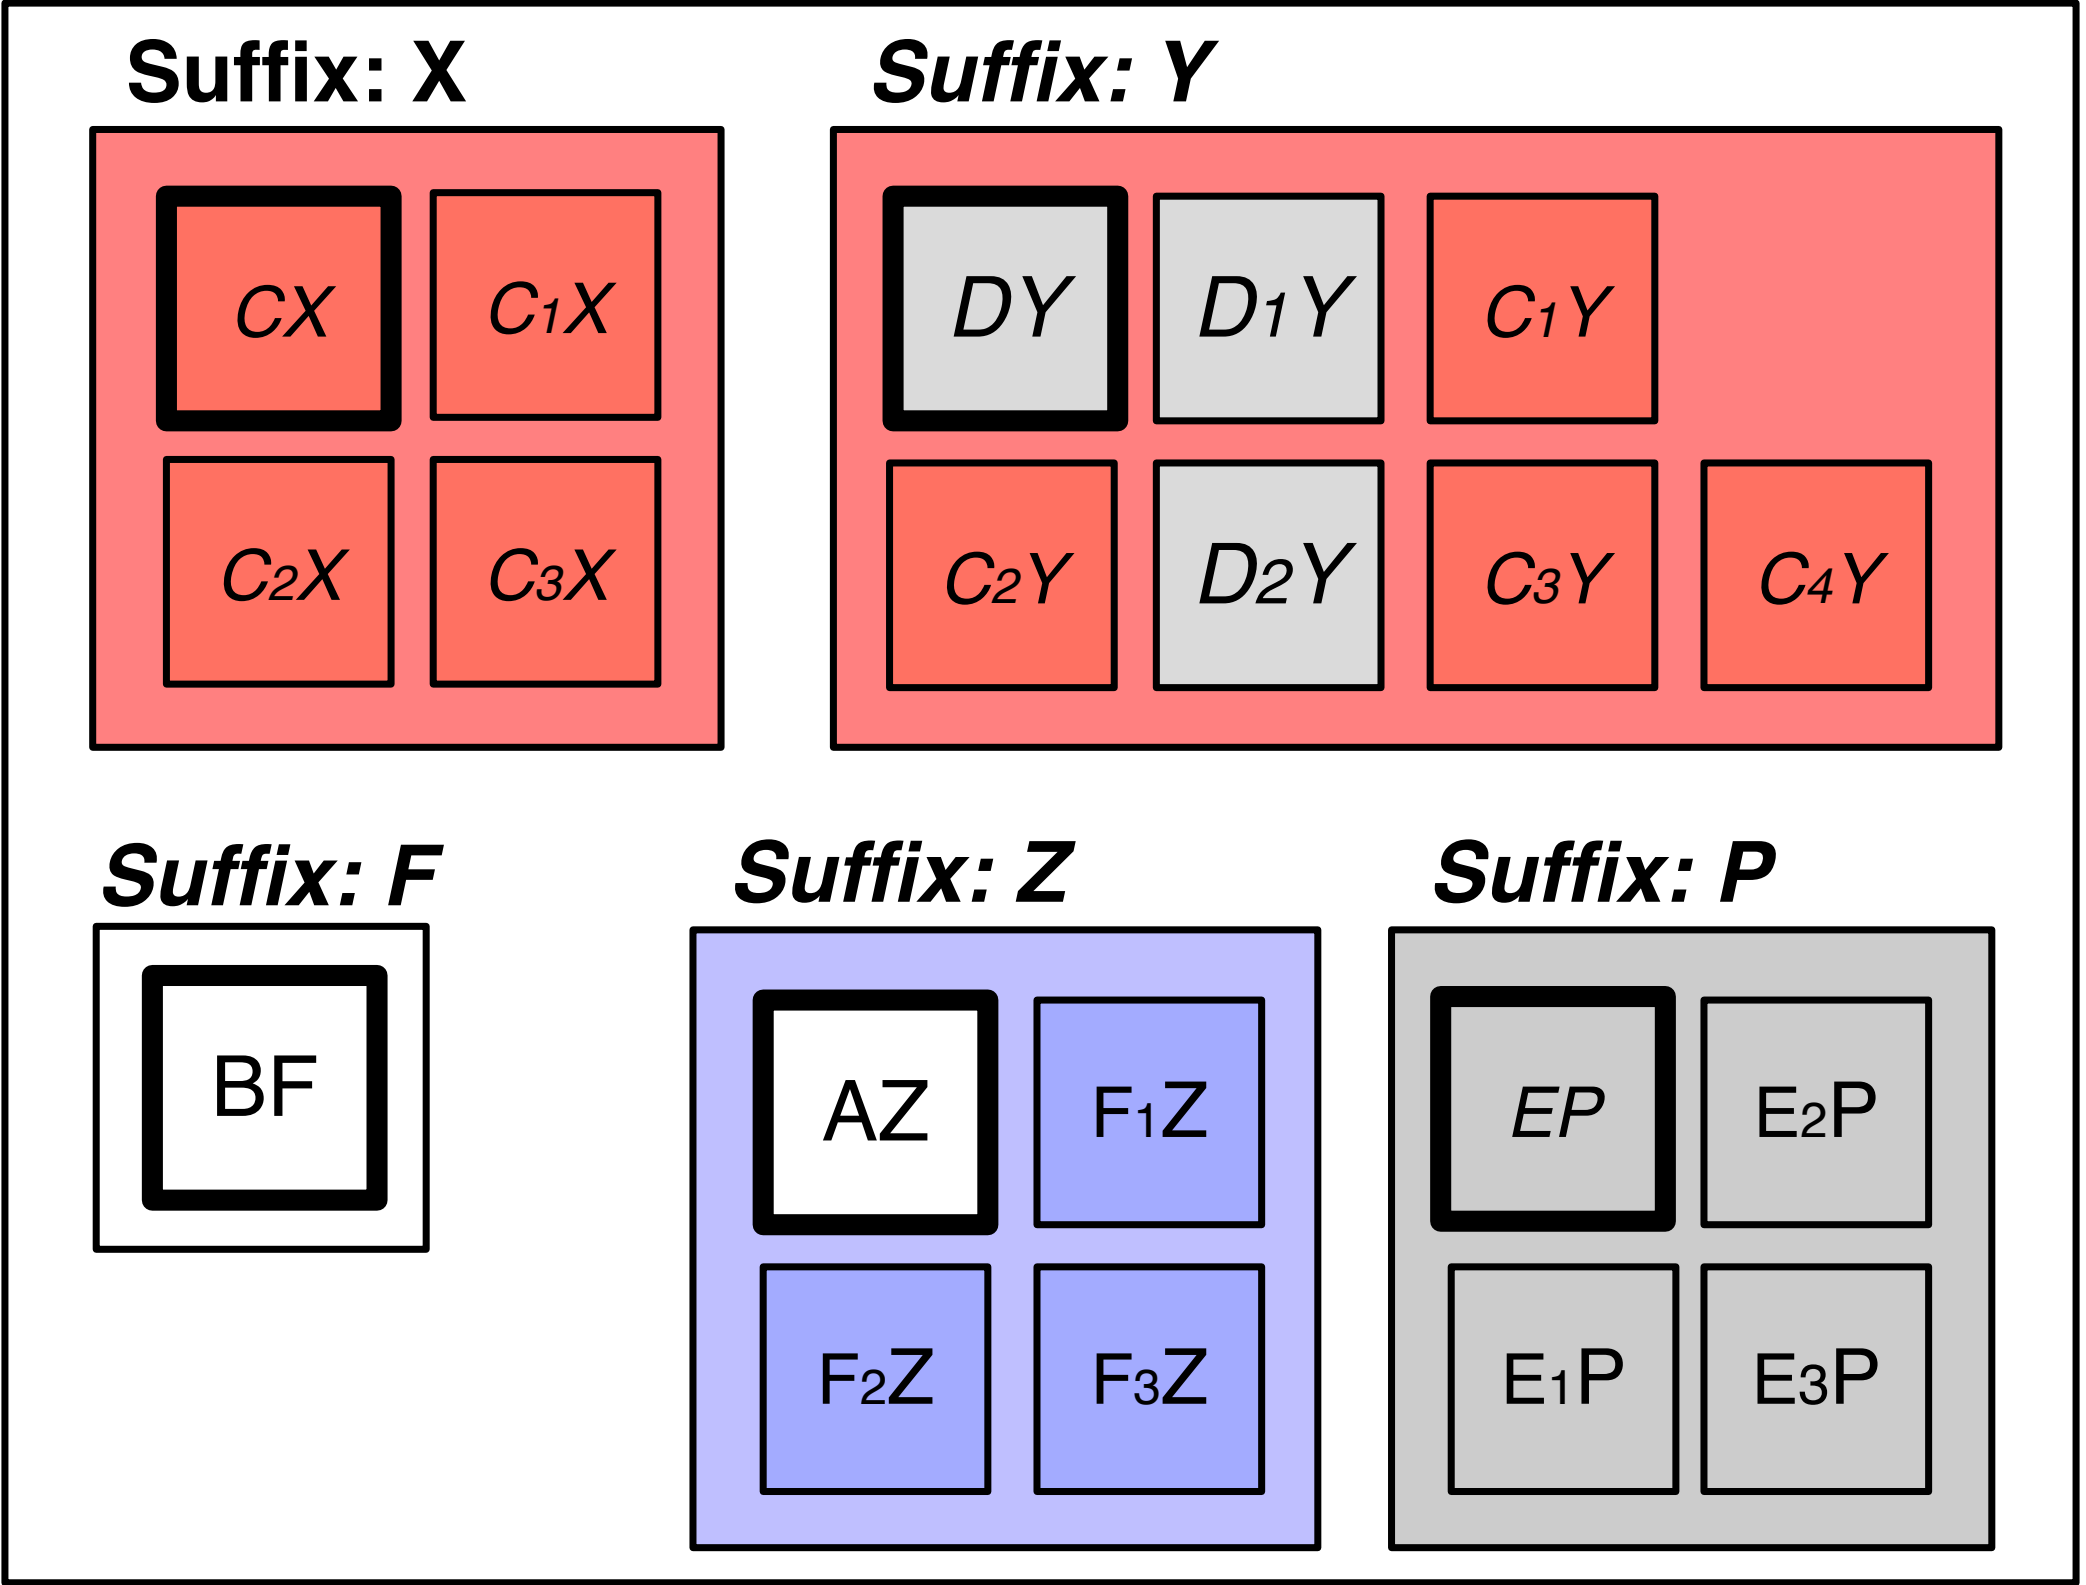 Suffix: X
Suffix: Y
CX
C1X
DY
D1Y
C1Y
C2X
C3X
C2Y
D2Y
C3Y
C4Y
Suffix: F
Suffix: Z
Suffix: P
BF
AZ
F1Z
EP
E2P
F2Z
F3Z
E1P
E3P